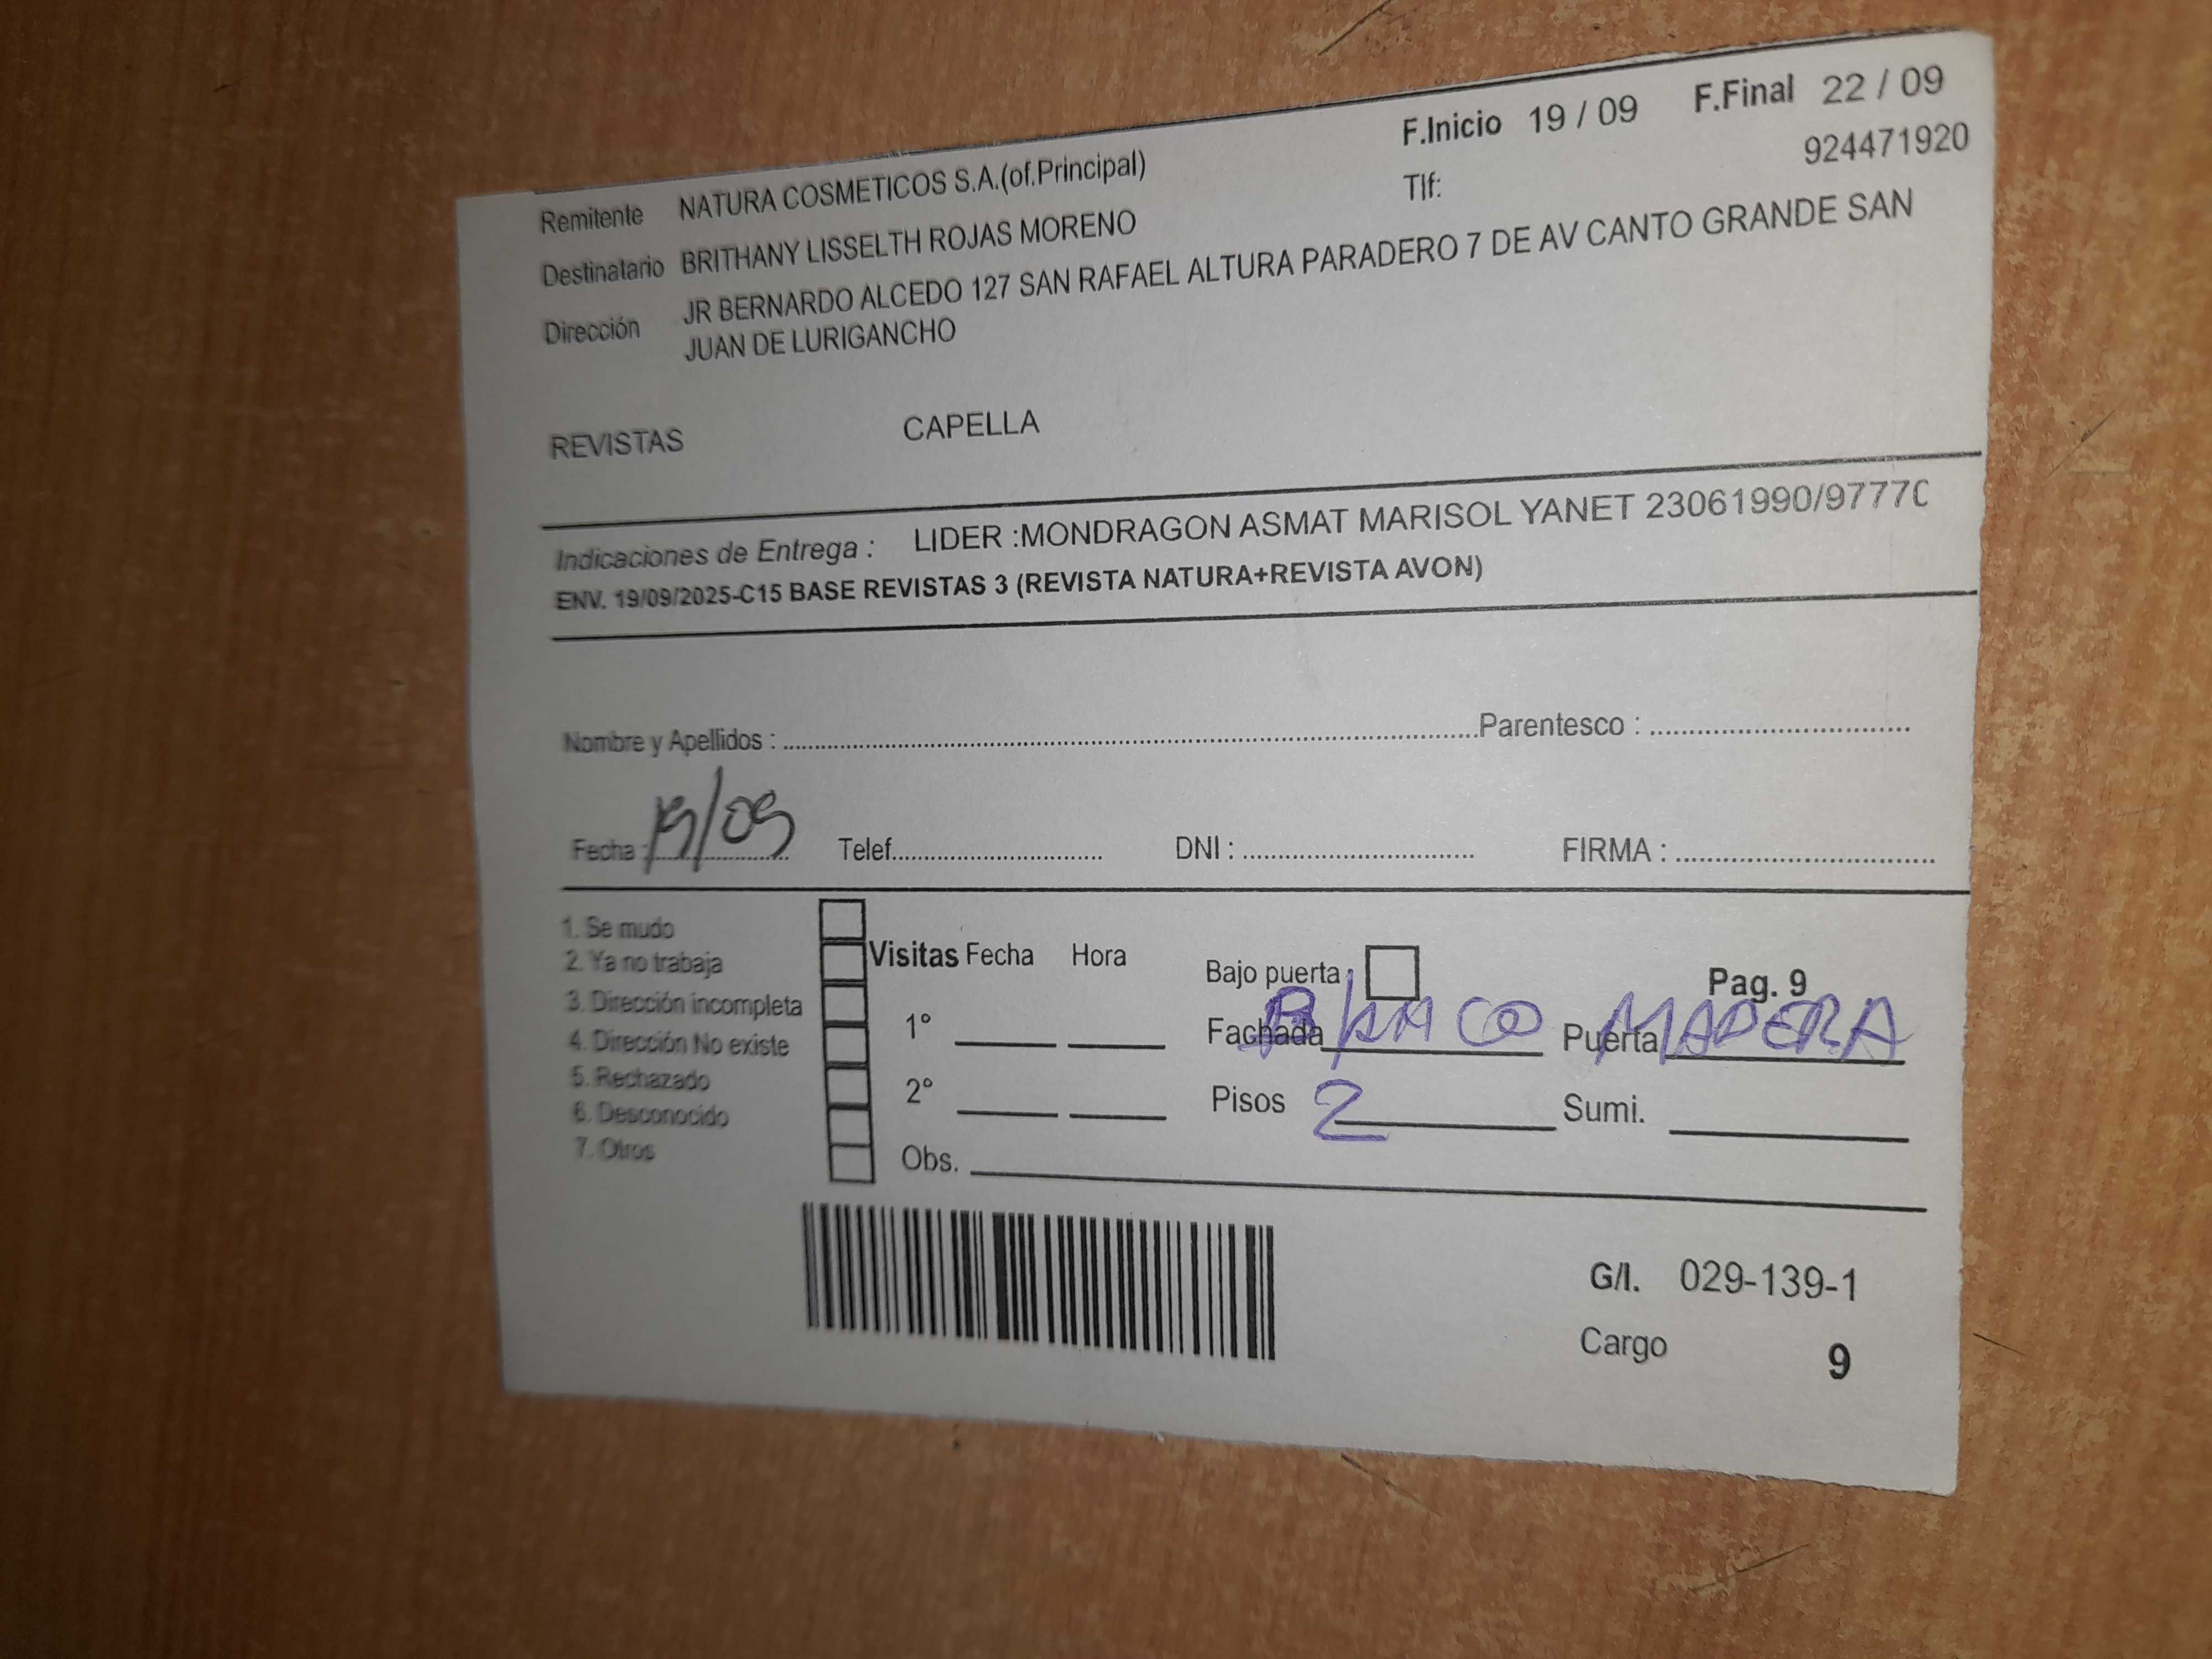 F.Inicio 19 / 09 F.Final 22 / 09
Remitente NATURA COSMETICOS S.A.(of.Principal) Tlf: 924471920
Destinatario BRITHANY LISSELTH ROJAS MORENO
Dirección JR BERNARDO ALCEDO 127 SAN RAFAEL ALTURA PARADERO 7 DE AV CANTO GRANDE SAN
JUAN DE LURIGANCHO
REVISTAS CAPELLA
Indicaciones de Entrega : LIDER :MONDRAGON ASMAT MARISOL YANET 23061990/9777C
ENV. 19/09/2025-C15 BASE REVISTAS 3 (REVISTA NATURA+REVISTA AVON)
Nombre y Apellidos : Parentesco :
Fecha : 19/09 Telef. DNI : FIRMA :
1. Se mudo
2. Ya no trabaja
3. Dirección incompleta
4. Dirección No existe
5. Rechazado
6. Desconocido
7. Otros
Visitas Fecha Hora
1°
2°
Obs.
Bajo puerta Pag. 9
Fachada BlANCO Puerta MADERA
Pisos 2 Sumi.
G/I. 029-139-1
Cargo 9